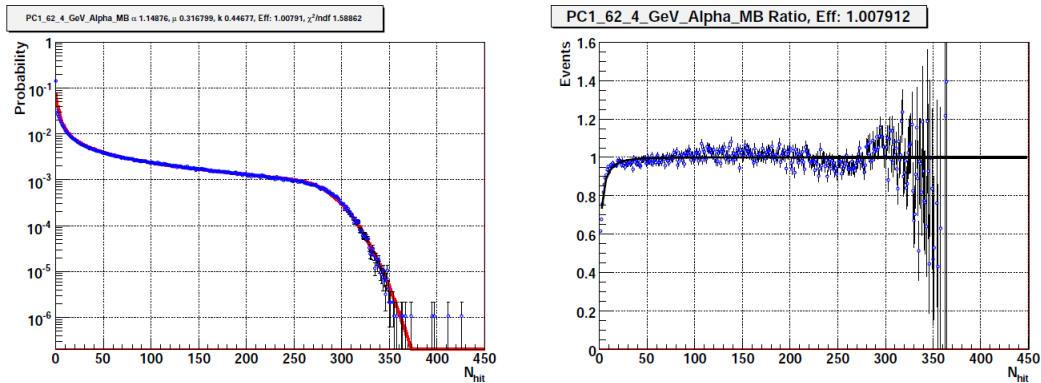 PC1_62_4_GeV_Alpha_MB α 1.14876, μ 0.316799, k 0.44677, Eff: 1.00791, χ²/ndf 1.58862
Probability
1
10⁻¹
10⁻²
10⁻³
10⁻⁴
10⁻⁵
10⁻⁶
0 50 100 150 200 250 300 350 400 450
N_hit
PC1_62_4_GeV_Alpha_MB Ratio, Eff: 1.007912
Events
1.6
1.4
1.2
1
0.8
0.6
0.4
0.2
0
0 50 100 150 200 250 300 350 400 450
N_hit